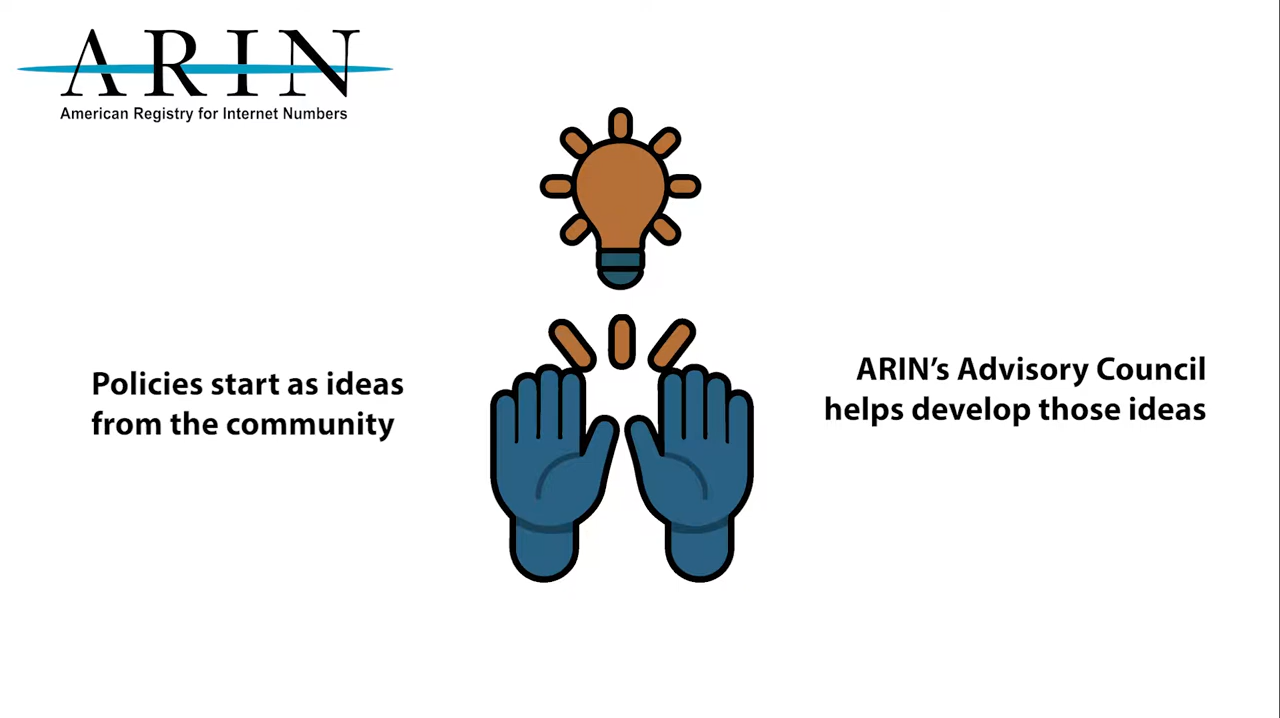 ARIN
American Registry for Internet Numbers
Policies start as ideas
from the community
ARIN’s Advisory Council
helps develop those ideas